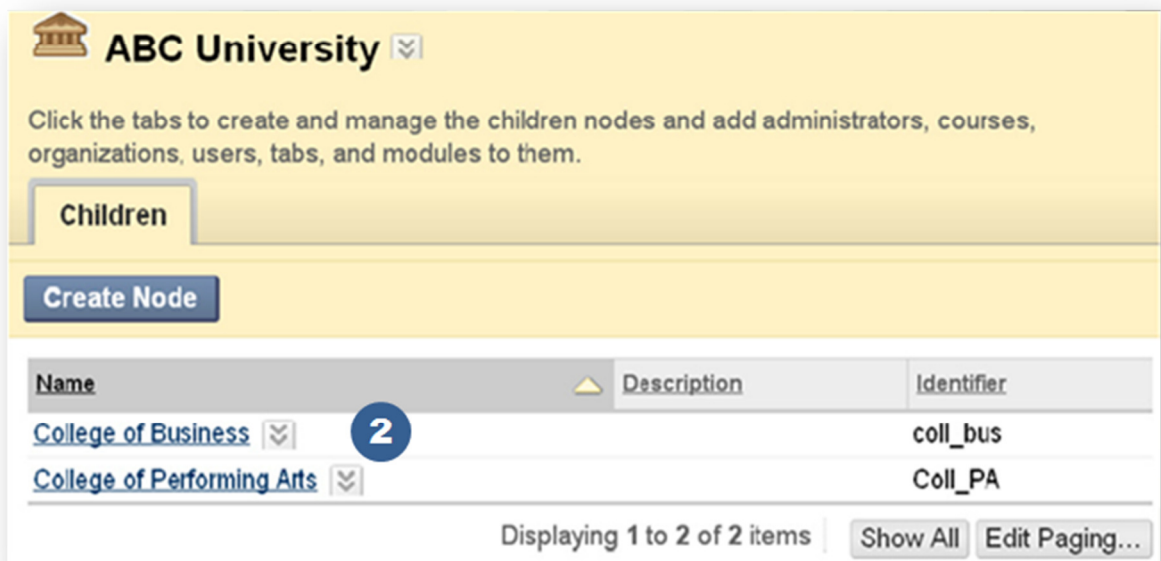 ABC University
Click the tabs to create and manage the children nodes and add administrators, courses,
organizations, users, tabs, and modules to them.
Children
Create Node
Name Description Identifier
College of Business 2 coll_bus
College of Performing Arts Coll_PA
Displaying 1 to 2 of 2 items Show All Edit Paging...